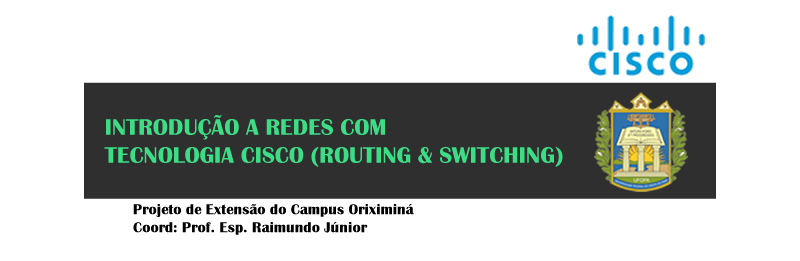 CISCO
INTRODUÇÃO A REDES COM
TECNOLOGIA CISCO (ROUTING & SWITCHING)
UFOPA
Projeto de Extensão do Campus Oriximiná
Coord: Prof. Esp. Raimundo Júnior